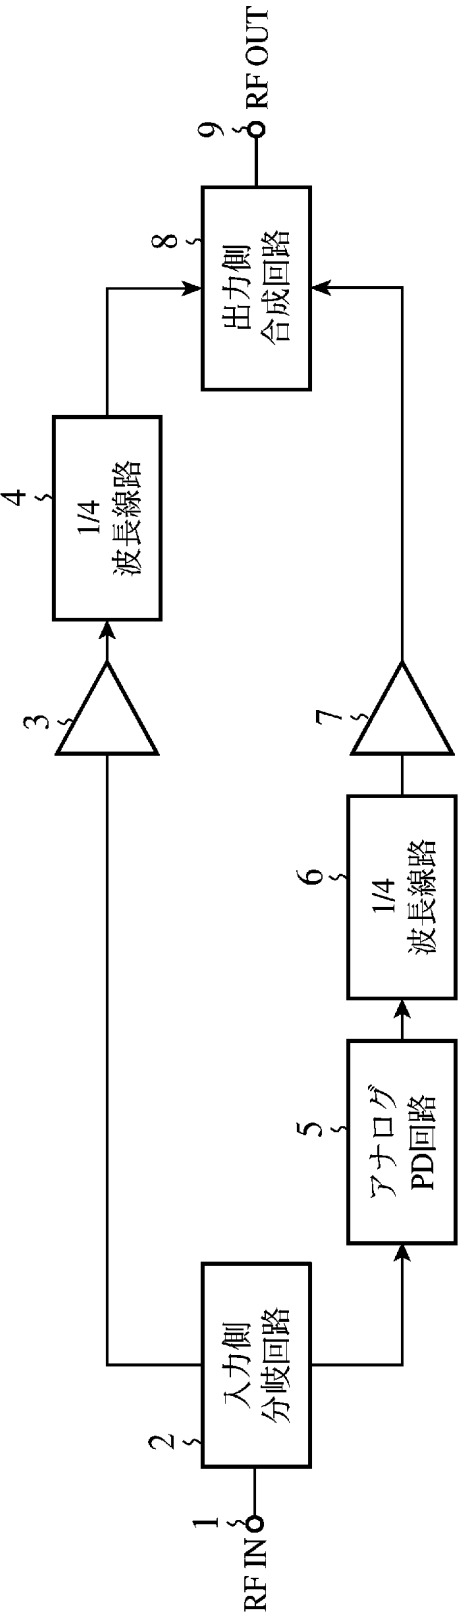 1
RF IN
2
入力側
分岐回路
3
4
1/4
波長線路
5
アナログ
PD回路
6
1/4
波長線路
7
8
出力側
合成回路
9
RF OUT